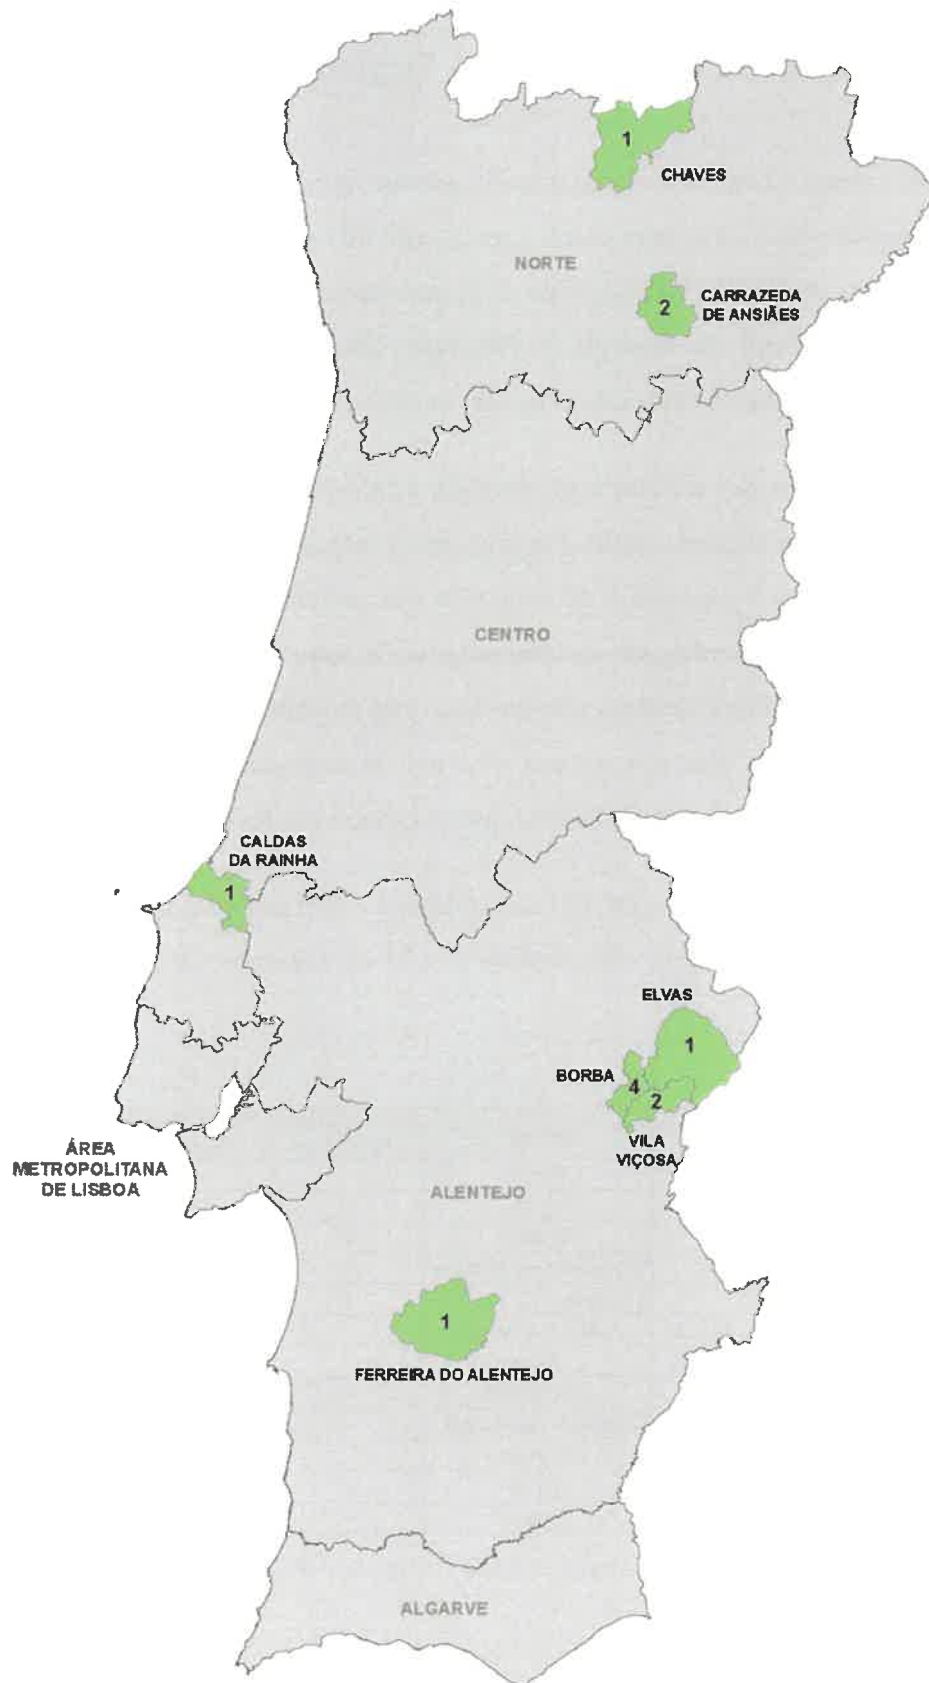 1
CHAVES
NORTE
2
CARRAZEDA
DE ANSIÃES
CENTRO
CALDAS
DA RAINHA
1
ELVAS
1
BORBA
4
2
VILA
VIÇOSA
ÁREA
METROPOLITANA
DE LISBOA
ALENTEJO
1
FERREIRA DO ALENTEJO
ALGARVE